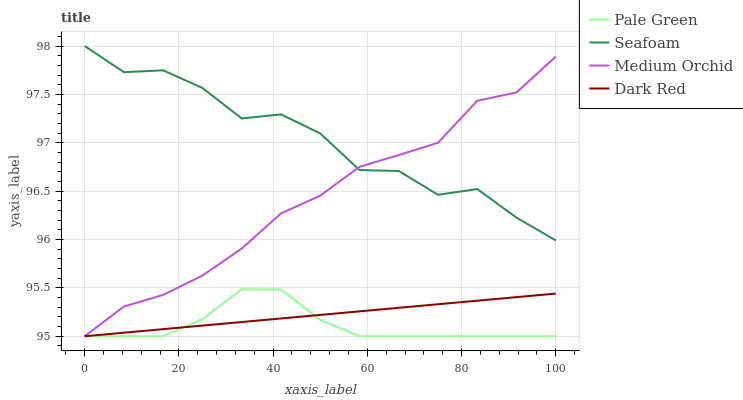 title
Pale Green
Seafoam
Medium Orchid
Dark Red
98
97.5
97
96.5
96
95.5
95
yaxis_label
0 20 40 60 80 100
xaxis_label